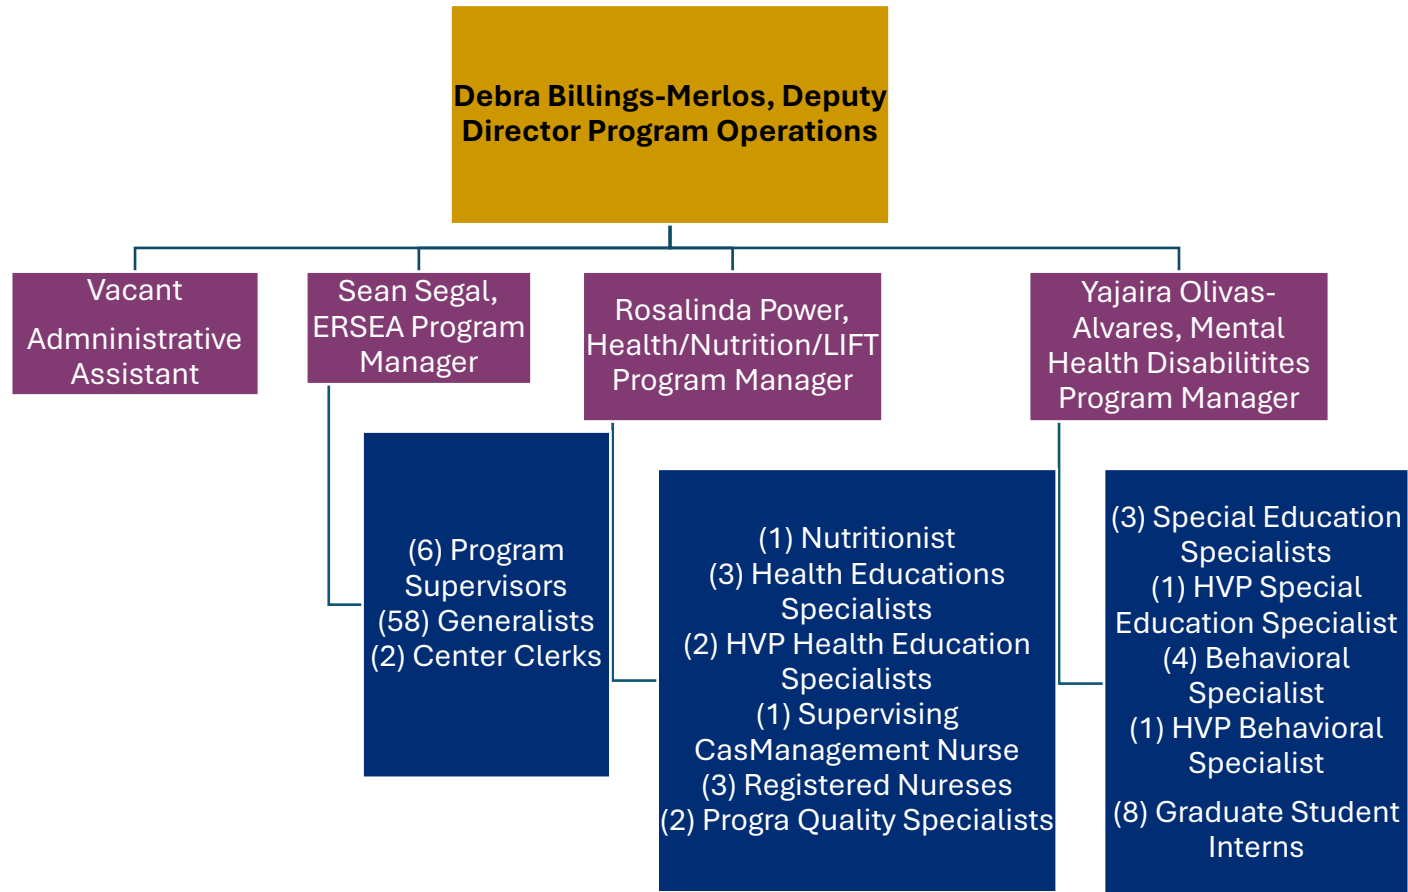 Debra Billings-Merlos, Deputy
Director Program Operations
Vacant
Admninistrative
Assistant
Sean Segal,
ERSEA Program
Manager
Rosalinda Power,
Health/Nutrition/LIFT
Program Manager
Yajaira Olivas-
Alvares, Mental
Health Disabilitites
Program Manager
(6) Program
Supervisors
(58) Generalists
(2) Center Clerks
(1) Nutritionist
(3) Health Educations
Specialists
(2) HVP Health Education
Specialists
(1) Supervising
CasManagement Nurse
(3) Registered Nureses
(2) Progra Quality Specialists
(3) Special Education
Specialists
(1) HVP Special
Education Specialist
(4) Behavioral
Specialist
(1) HVP Behavioral
Specialist
(8) Graduate Student
Interns